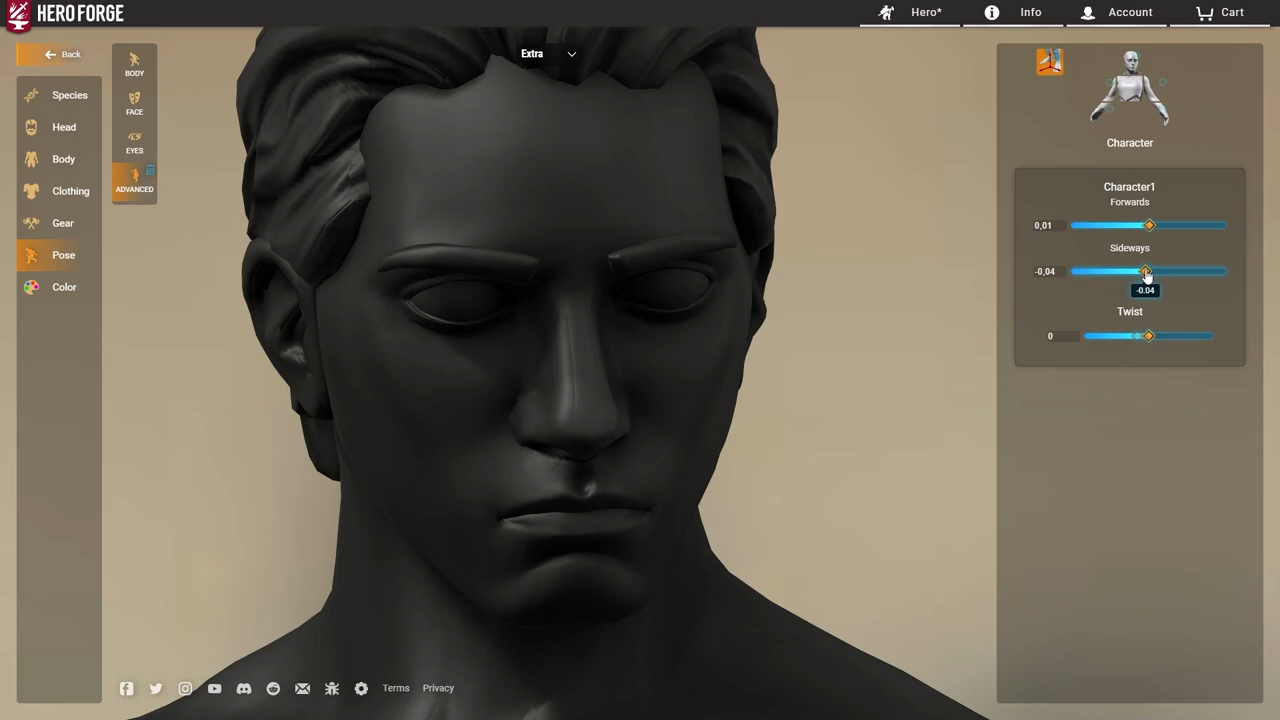 HERO FORGE
Hero*
Info
Account
Cart
Back
Extra
BODY
FACE
EYES
ADVANCED
Species
Head
Body
Clothing
Gear
Pose
Color
Character
Character1
Forwards
0,01
Sideways
-0,04
-0.04
Twist
0
Terms
Privacy